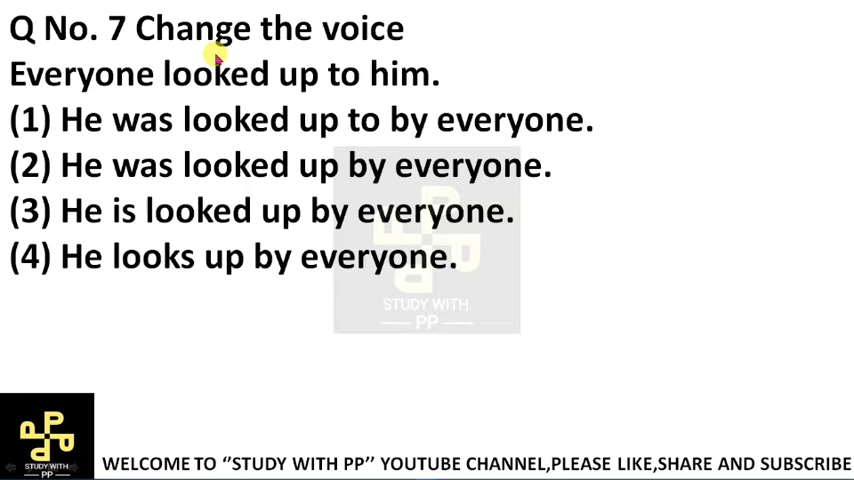 Q No. 7 Change the voice
Everyone looked up to him.
(1) He was looked up to by everyone.
(2) He was looked up by everyone.
(3) He is looked up by everyone.
(4) He looks up by everyone.
STUDY WITH
PP
STUDY WITH
PP
WELCOME TO ‘’STUDY WITH PP’’ YOUTUBE CHANNEL,PLEASE LIKE,SHARE AND SUBSCRIBE